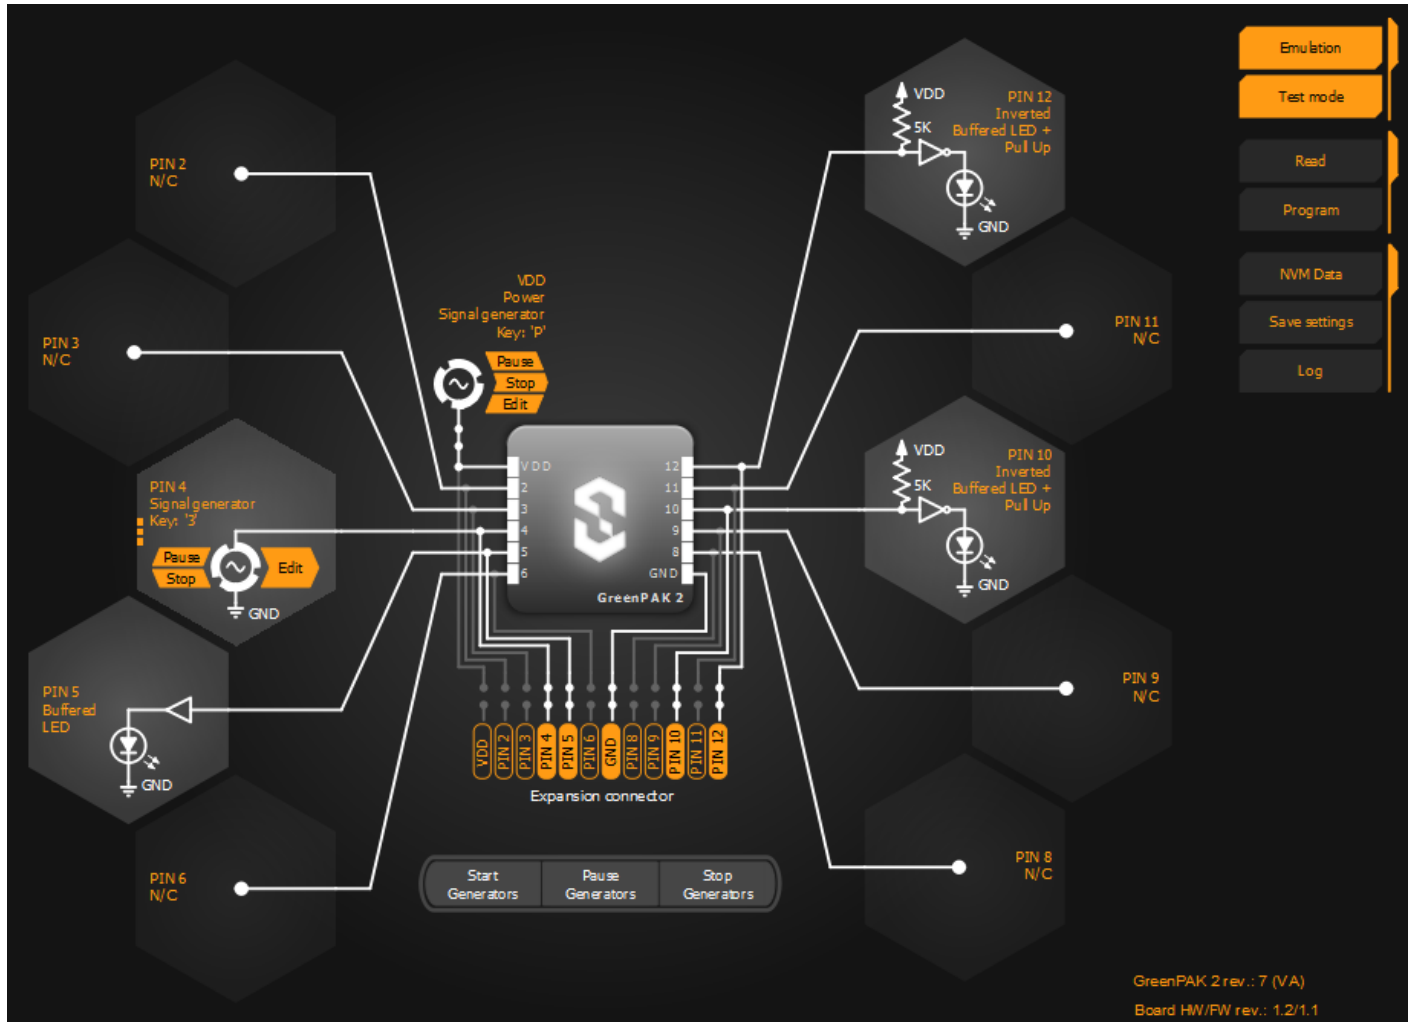 PIN 2
N/C
PIN 3
N/C
PIN 4
Signal generator
Key: '3'
Pause
Stop
Edit
GND
PIN 5
Buffered
LED
GND
PIN 6
N/C
VDD
Power
Signal generator
Key: 'P'
Pause
Stop
Edit
VDD
2
3
4
5
6
12
11
10
9
8
GND
GreenPAK 2
VDD
PIN 2
PIN 3
PIN 4
PIN 5
PIN 6
GND
PIN 8
PIN 9
PIN 10
PIN 11
PIN 12
Expansion connector
Start
Generators
Pause
Generators
Stop
Generators
VDD
5K
PIN 12
Inverted
Buffered LED +
Pull Up
GND
PIN 11
N/C
VDD
5K
PIN 10
Inverted
Buffered LED +
Pull Up
GND
PIN 9
N/C
PIN 8
N/C
Emulation
Test mode
Read
Program
NVM Data
Save settings
Log
GreenPAK 2 rev.: 7 (VA)
Board HW/FW rev.: 1.2/1.1